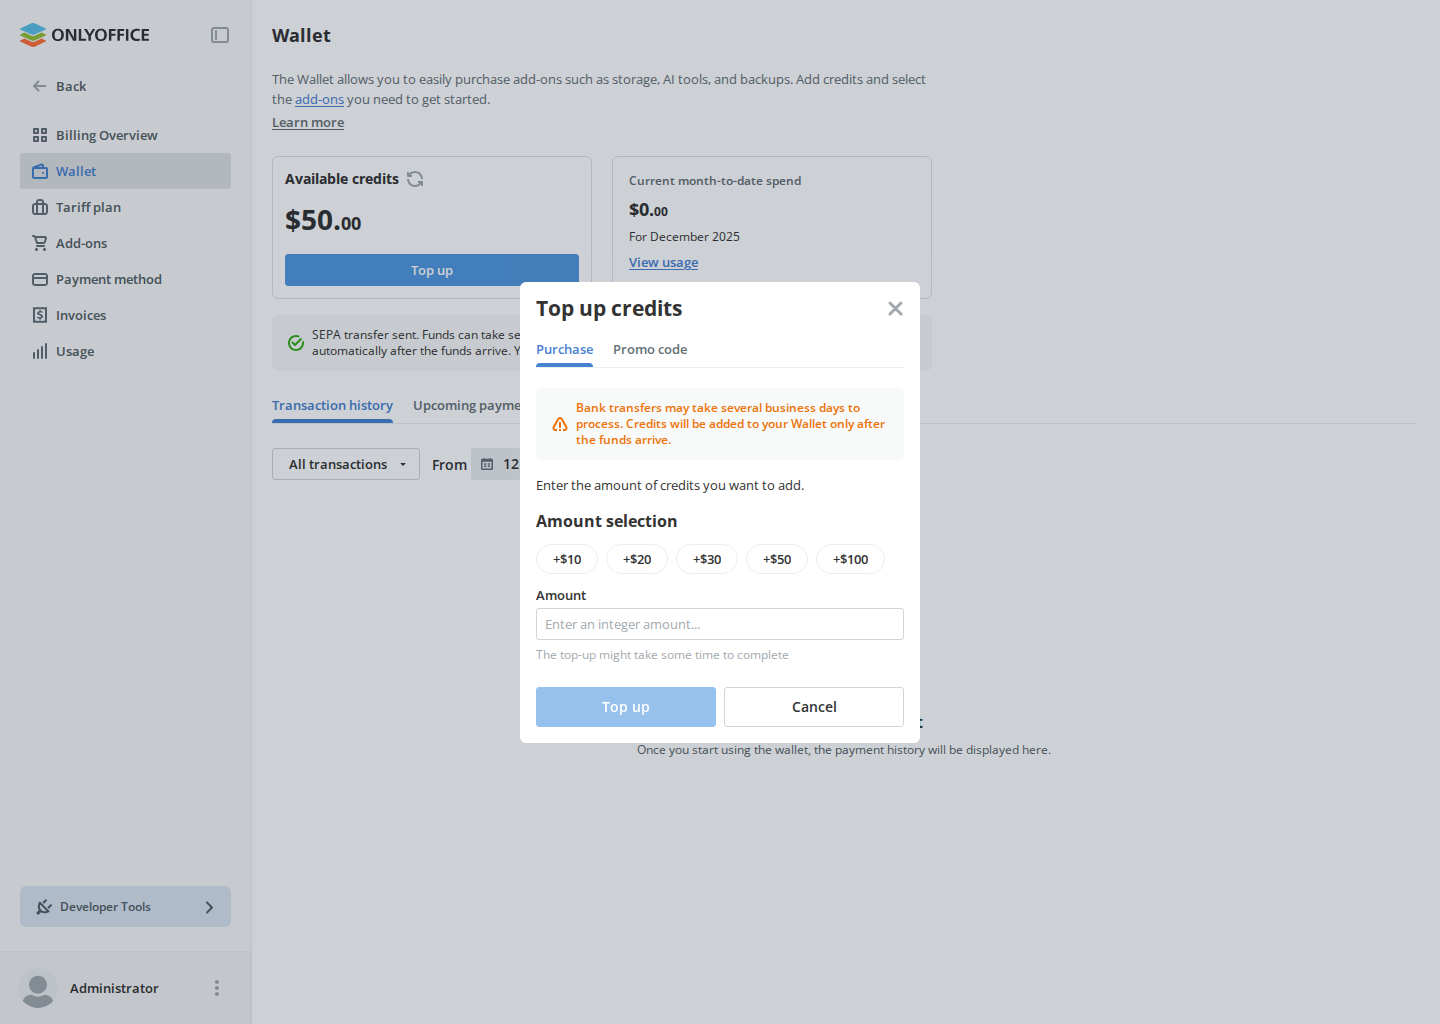 ONLYOFFICE
Back
Billing Overview
Wallet
Tariff plan
Add-ons
Payment method
Invoices
Usage
Developer Tools
Administrator
Wallet
The Wallet allows you to easily purchase add-ons such as storage, AI tools, and backups. Add credits and select
the add-ons you need to get started.
Learn more
Available credits
$50.00
Top up
Current month-to-date spend
$0.00
For December 2025
View usage
SEPA transfer sent. Funds can take
automatically after the funds arrive.
Transaction history
Upcoming
All transactions
From
12
Once you start using the wallet, the payment history will be displayed here.
Top up credits
Purchase
Promo code
Bank transfers may take several business days to
process. Credits will be added to your Wallet only after
the funds arrive.
Enter the amount of credits you want to add.
Amount selection
+$10
+$20
+$30
+$50
+$100
Amount
Enter an integer amount...
The top-up might take some time to complete
Top up
Cancel